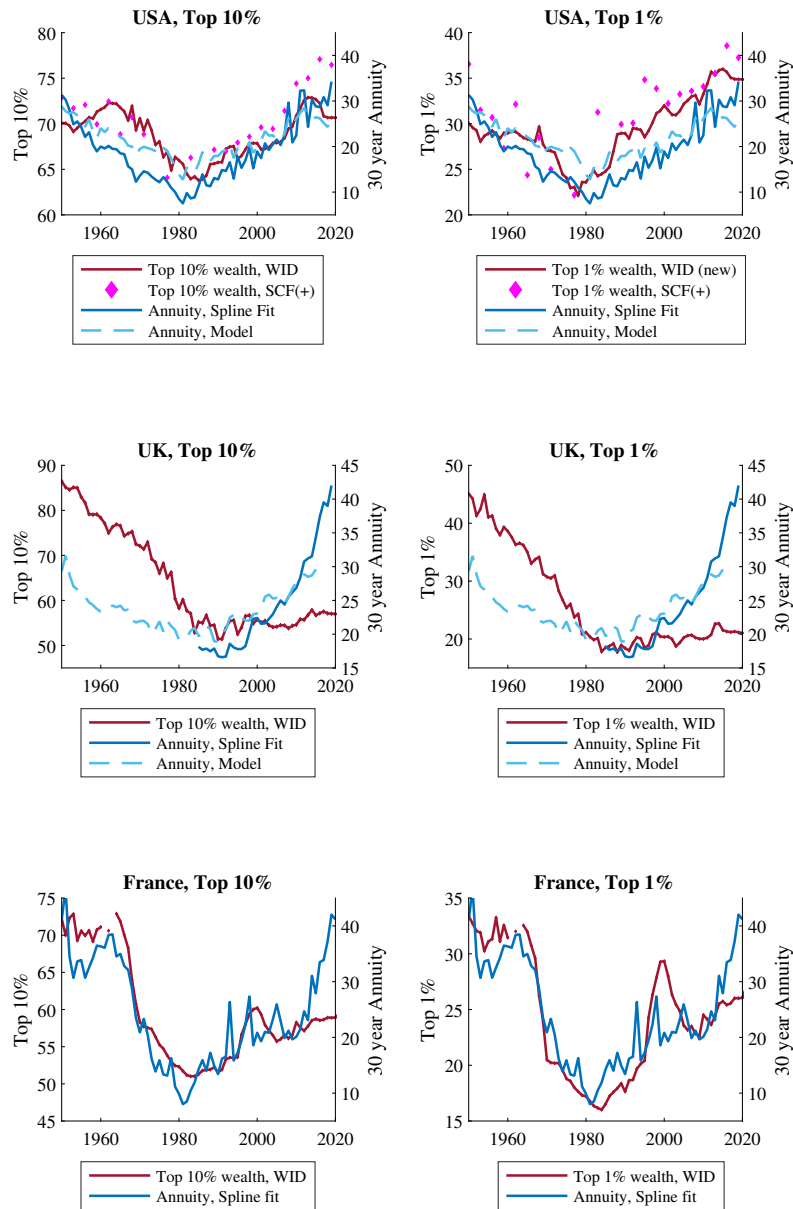 USA, Top 10%
80
75
70
65
60
Top 10%
40
30
20
10
30 year Annuity
1960
1980
2000
2020
Top 10% wealth, WID
Top 10% wealth, SCF(+)
Annuity, Spline Fit
Annuity, Model
USA, Top 1%
40
35
30
25
20
Top 1%
40
30
20
10
30 year Annuity
1960
1980
2000
2020
Top 1% wealth, WID (new)
Top 1% wealth, SCF(+)
Annuity, Spline Fit
Annuity, Model
UK, Top 10%
90
80
70
60
50
Top 10%
45
40
35
30
25
20
15
30 year Annuity
1960
1980
2000
2020
Top 10% wealth, WID
Annuity, Spline Fit
Annuity, Model
UK, Top 1%
50
40
30
20
Top 1%
45
40
35
30
25
20
15
30 year Annuity
1960
1980
2000
2020
Top 1% wealth, WID
Annuity, Spline Fit
Annuity, Model
France, Top 10%
75
70
65
60
55
50
45
Top 10%
40
30
20
10
30 year Annuity
1960
1980
2000
2020
Top 10% wealth, WID
Annuity, Spline fit
France, Top 1%
35
30
25
20
15
Top 1%
40
30
20
10
30 year Annuity
1960
1980
2000
2020
Top 1% wealth, WID
Annuity, Spline fit